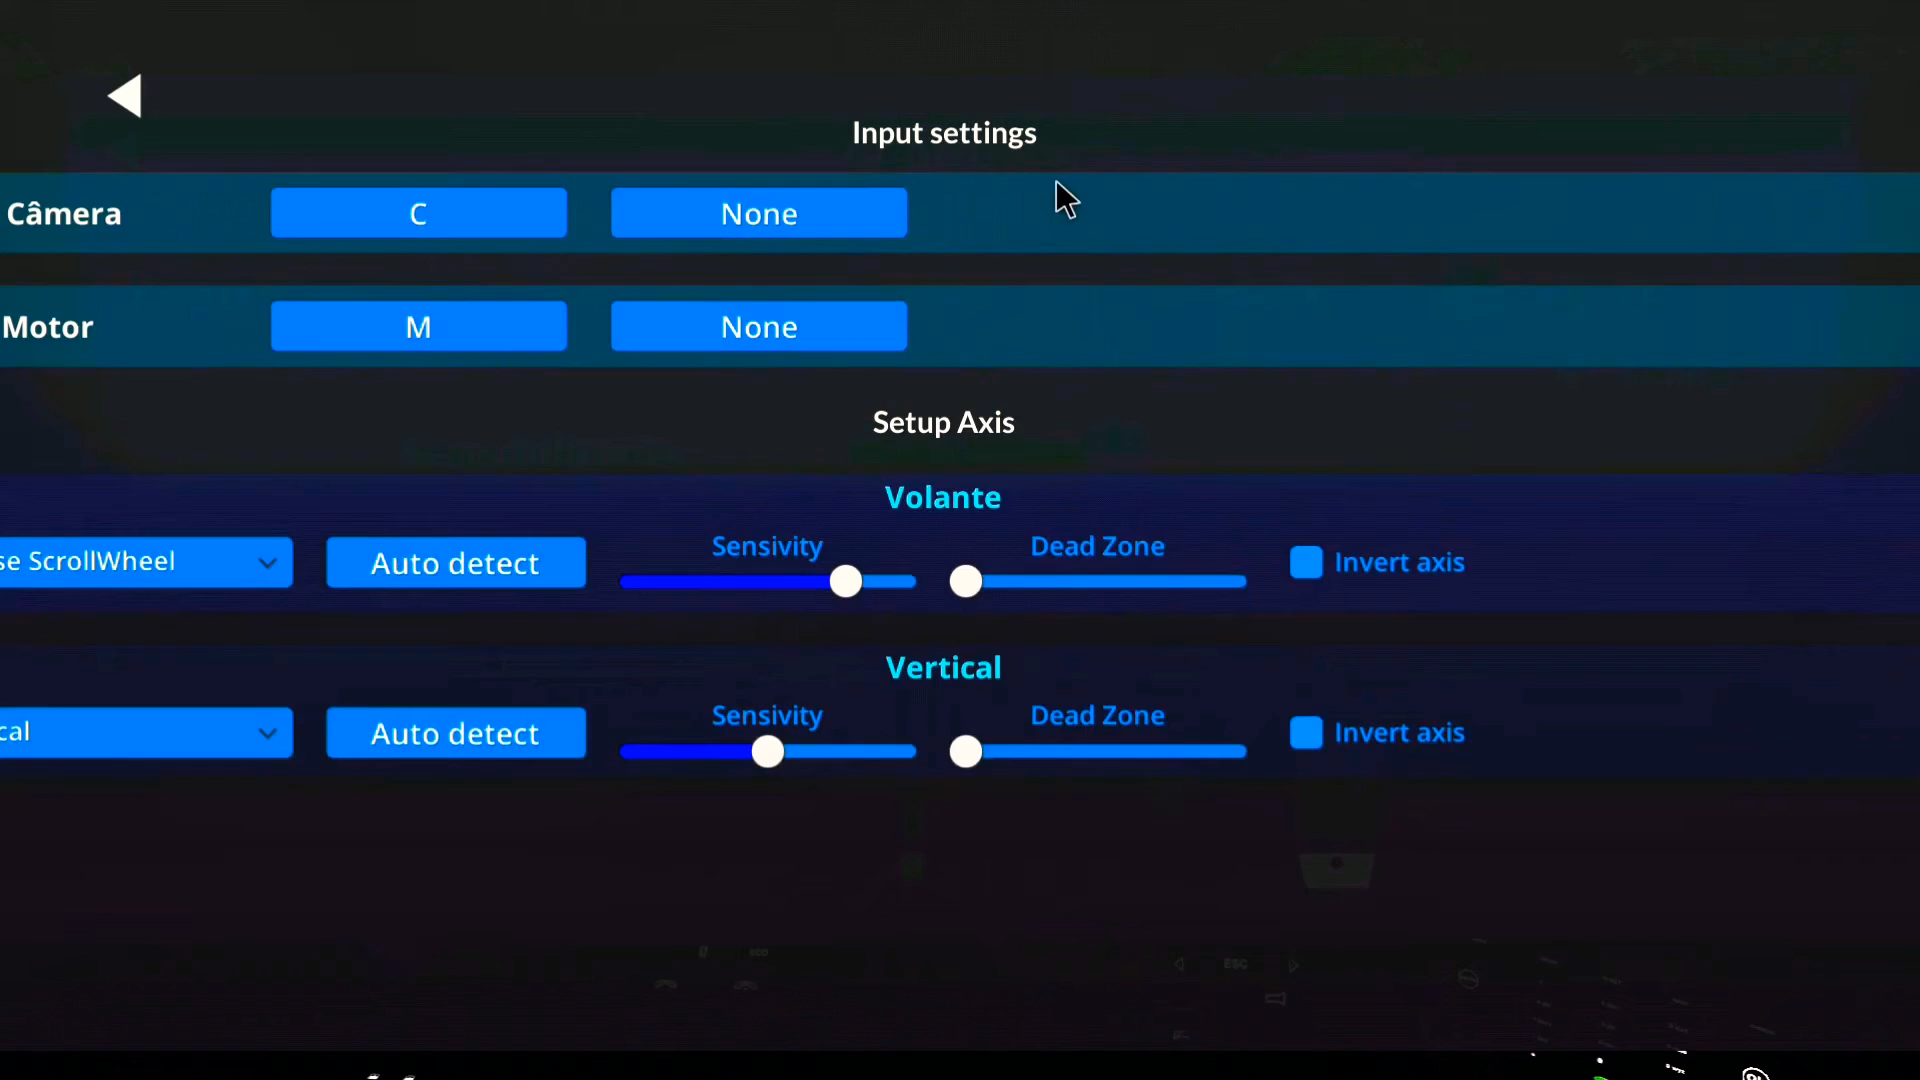 Input settings
Câmera C None
Motor M None
Setup Axis
Volante
se ScrollWheel Auto detect Sensivity Dead Zone Invert axis
Vertical
cal Auto detect Sensivity Dead Zone Invert axis
ESC